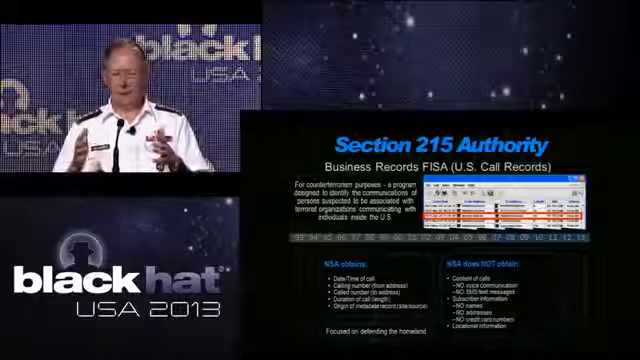 black hat
USA 2
ck hat
2013
black hat®
USA 2013
Section 215 Authority
Business Records FISA (U.S. Call Records)
For counterterrorism purposes – a program
designed to identify the communications of
persons suspected to be associated with
terrorist organizations communicating with
individuals inside the U.S.
NSA obtains:
• Date/Time of call
• Calling number (from address)
• Called number (to address)
• Duration of call (length)
• Origin of metadata record (site/source)
Focused on defending the homeland
NSA does NOT obtain:
• Content of calls
–NO voice communication
–NO SMS/text messages
• Subscriber information
–NO names
–NO addresses
–NO credit card numbers
• Locational information